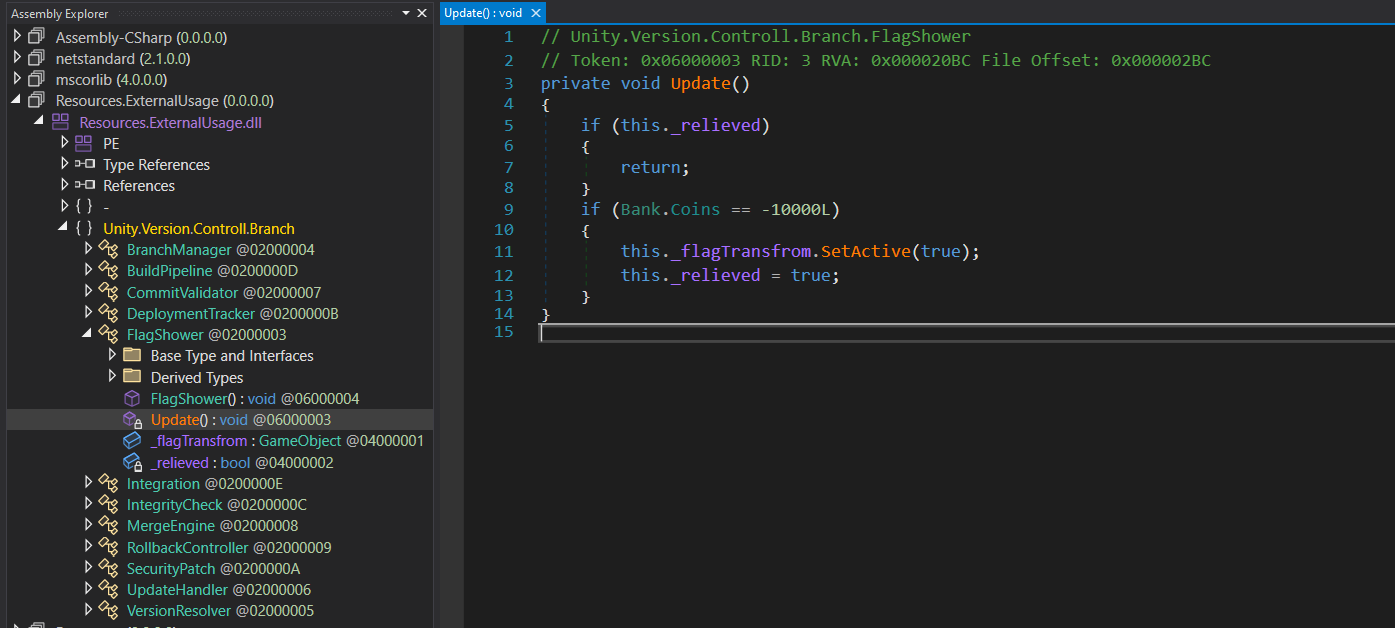 Assembly Explorer
Assembly-CSharp (0.0.0.0)
netstandard (2.1.0.0)
mscorlib (4.0.0.0)
Resources.ExternalUsage (0.0.0.0)
Resources.ExternalUsage.dll
PE
Type References
References
{ } -
{ } Unity.Version.Controll.Branch
BranchManager @02000004
BuildPipeline @0200000D
CommitValidator @02000007
DeploymentTracker @0200000B
FlagShower @02000003
Base Type and Interfaces
Derived Types
FlagShower() : void @06000004
Update() : void @06000003
_flagTransfrom : GameObject @04000001
_relieved : bool @04000002
Integration @0200000E
IntegrityCheck @0200000C
MergeEngine @02000008
RollbackController @02000009
SecurityPatch @0200000A
UpdateHandler @02000006
VersionResolver @02000005
Update() : void
1 // Unity.Version.Controll.Branch.FlagShower
2 // Token: 0x06000003 RID: 3 RVA: 0x000020BC File Offset: 0x000002BC
3 private void Update()
4 {
5 if (this._relieved)
6 {
7 return;
8 }
9 if (Bank.Coins == -10000L)
10 {
11 this._flagTransfrom.SetActive(true);
12 this._relieved = true;
13 }
14 }
15